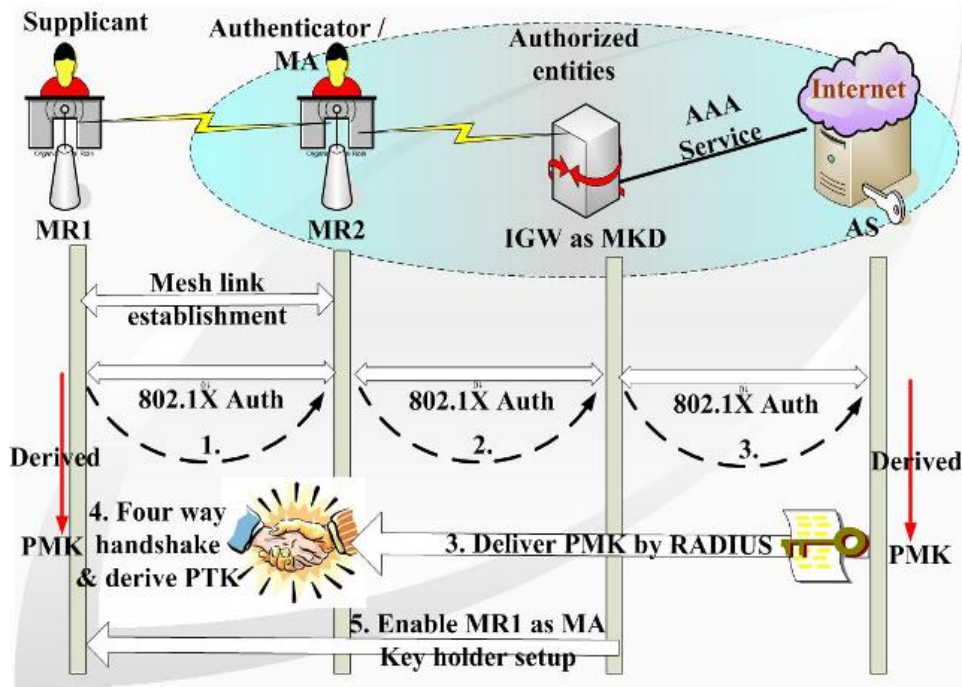 Supplicant
Authenticator /
MA
Authorized
entities
Internet
AAA
Service
MR1
MR2
IGW as MKD
AS
Mesh link
establishment
802.1X Auth
802.1X Auth
802.1X Auth
1.
2.
3.
Derived
Derived
4. Four way
handshake
& derive PTK
PMK
3. Deliver PMK by RADIUS
PMK
5. Enable MR1 as MA
Key holder setup